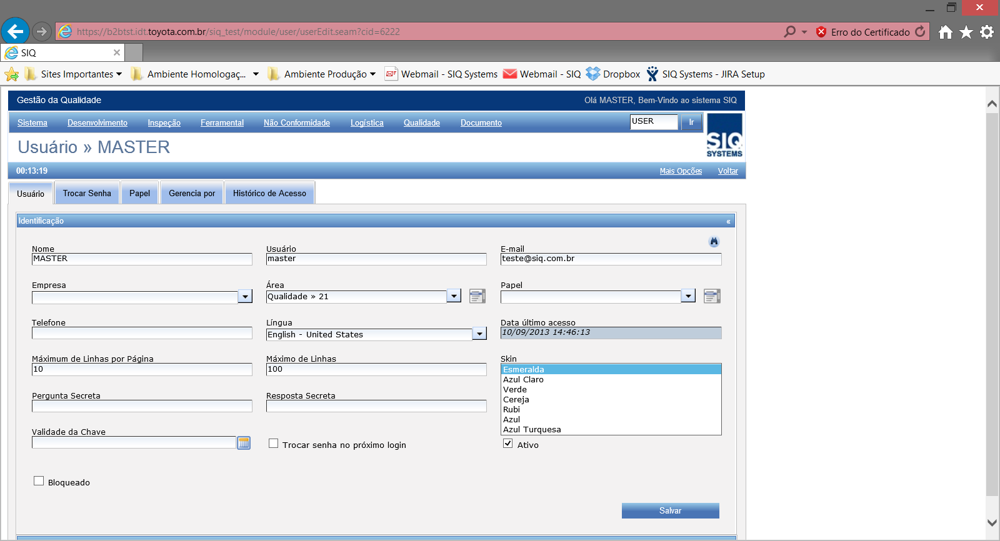 https://b2btst.idt.toyota.com.br/siq_test/module/user/userEdit.seam?cid=6222
Erro do Certificado
SIQ
Sites Importantes
Ambiente Homologaç...
Ambiente Produção
Webmail - SIQ Systems
Webmail - SIQ
Dropbox
SIQ Systems - JIRA Setup
Gestão da Qualidade
Olá MASTER, Bem-Vindo ao sistema SIQ
Sistema
Desenvolvimento
Inspeção
Ferramental
Não Conformidade
Logística
Qualidade
Documento
USER
Ir
SIQ
SYSTEMS
Usuário » MASTER
00:13:19
Mais Opções
Voltar
Usuário
Trocar Senha
Papel
Gerencia por
Histórico de Acesso
Identificação
«
Nome
MASTER
Usuário
master
E-mail
teste@siq.com.br
Empresa
Área
Qualidade » 21
Papel
Telefone
Língua
English - United States
Data último acesso
10/09/2013 14:46:13
Máximum de Linhas por Página
10
Máximo de Linhas
100
Skin
Esmeralda
Azul Claro
Verde
Cereja
Rubi
Azul
Azul Turquesa
Pergunta Secreta
Resposta Secreta
Validade da Chave
Trocar senha no próximo login
Ativo
Bloqueado
Salvar